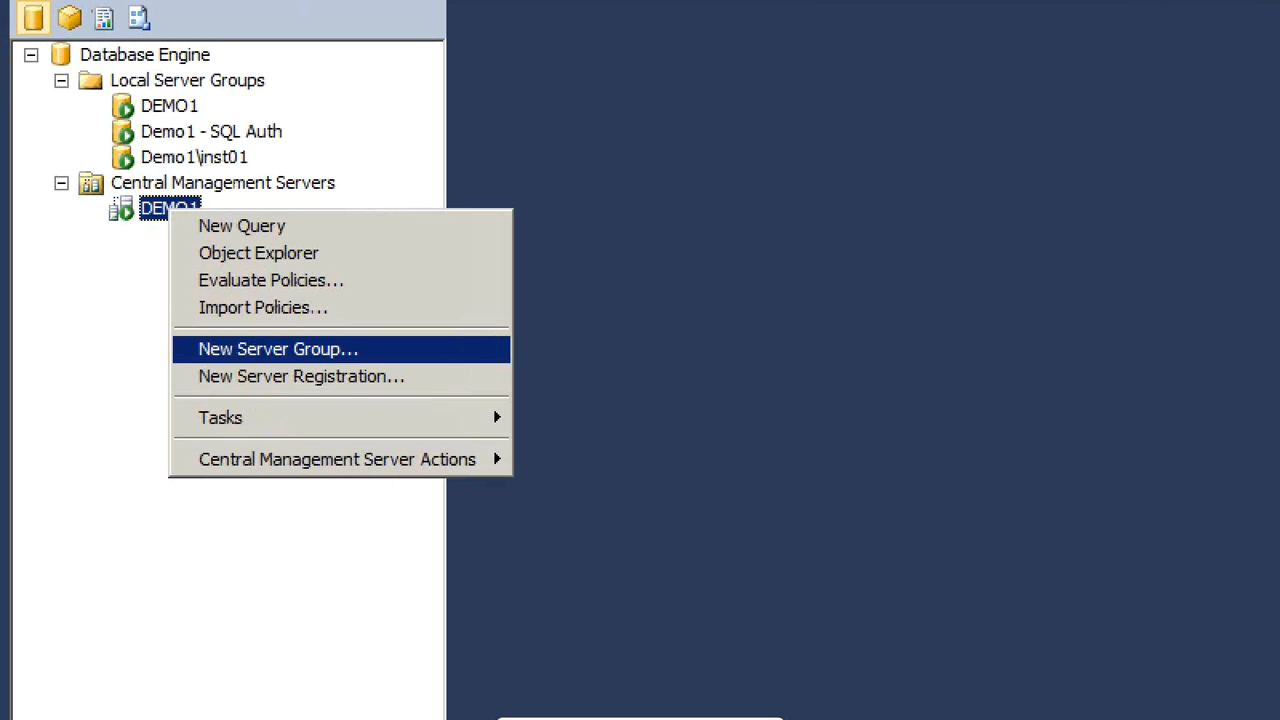 Database Engine
Local Server Groups
DEMO1
Demo1 - SQL Auth
Demo1\inst01
Central Management Servers
DEMO1
New Query
Object Explorer
Evaluate Policies...
Import Policies...
New Server Group...
New Server Registration...
Tasks
Central Management Server Actions